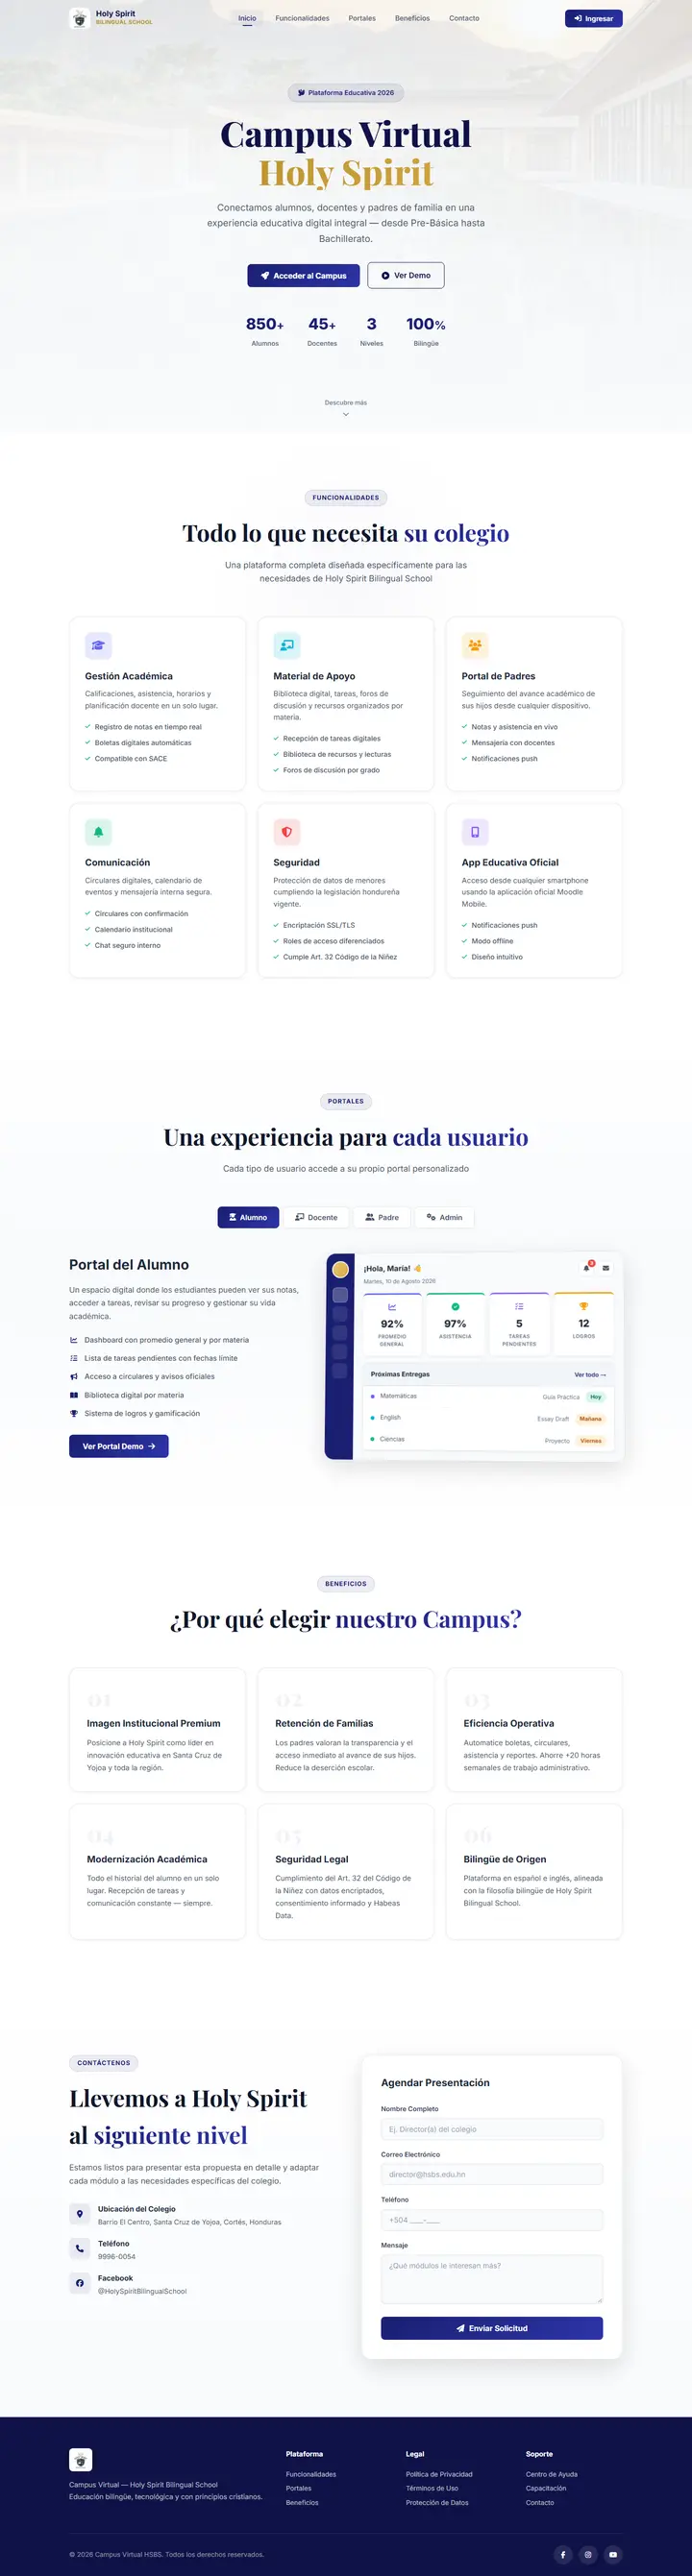 Holy Spirit
BILINGUAL SCHOOL
Inicio
Funcionalidades
Portales
Beneficios
Contacto
Ingresar
Plataforma Educativa 2026
Campus Virtual
Holy Spirit
Conectamos alumnos, docentes y padres de familia en una
experiencia educativa digital integral — desde Pre-Básica hasta
Bachillerato.
Acceder al Campus
Ver Demo
850+
Alumnos
45+
Docentes
3
Niveles
100%
Bilingüe
Descubre más
FUNCIONALIDADES
Todo lo que necesita su colegio
Una plataforma completa diseñada específicamente para las
necesidades de Holy Spirit Bilingual School
Gestión Académica
Calificaciones, asistencia, horarios y
planificación docente en un solo lugar.
Registro de notas en tiempo real
Boletas digitales automáticas
Compatible con SACE
Material de Apoyo
Biblioteca digital, tareas, foros de
discusión y recursos organizados por
materia.
Recepción de tareas digitales
Biblioteca de recursos y lecturas
Foros de discusión por grado
Portal de Padres
Seguimiento del avance académico de
sus hijos desde cualquier dispositivo.
Notas y asistencia en vivo
Mensajería con docentes
Notificaciones push
Comunicación
Circulares digitales, calendario de
eventos y mensajería interna segura.
Circulares con confirmación
Calendario institucional
Chat seguro interno
Seguridad
Protección de datos de menores
cumpliendo la legislación hondureña
vigente.
Encriptación SSL/TLS
Roles de acceso diferenciados
Cumple Art. 32 Código de la Niñez
App Educativa Oficial
Acceso desde cualquier smartphone
usando la aplicación oficial Moodle
Mobile.
Notificaciones push
Modo offline
Diseño intuitivo
PORTALES
Una experiencia para cada usuario
Cada tipo de usuario accede a su propio portal personalizado
Alumno
Docente
Padre
Admin
Portal del Alumno
Un espacio digital donde los estudiantes pueden ver sus notas,
acceder a tareas, revisar su progreso y gestionar su vida
académica.
Dashboard con promedio general y por materia
Lista de tareas pendientes con fechas límite
Acceso a circulares y avisos oficiales
Biblioteca digital por materia
Sistema de logros y gamificación
Ver Portal Demo →
¡Hola, María! 👋
Martes, 10 de Agosto 2026
3
92%
PROMEDIO
GENERAL
97%
ASISTENCIA
5
TAREAS
PENDIENTES
12
LOGROS
Próximas Entregas
Ver todo →
Matemáticas
Guía Práctica
Hoy
English
Essay Draft
Mañana
Ciencias
Proyecto
Viernes
BENEFICIOS
¿Por qué elegir nuestro Campus?
01
Imagen Institucional Premium
Posicione a Holy Spirit como líder en
innovación educativa en Santa Cruz de
Yojoa y toda la región.
02
Retención de Familias
Los padres valoran la transparencia y el
acceso inmediato al avance de sus hijos.
Reduce la deserción escolar.
03
Eficiencia Operativa
Automatice boletas, circulares,
asistencia y reportes. Ahorre +20 horas
semanales de trabajo administrativo.
04
Modernización Académica
Todo el historial del alumno en un solo
lugar. Recepción de tareas y
comunicación constante — siempre.
05
Seguridad Legal
Cumplimiento del Art. 32 del Código de
la Niñez con datos encriptados,
consentimiento informado y Habeas
Data.
06
Bilingüe de Origen
Plataforma en español e inglés, alineada
con la filosofía bilingüe de Holy Spirit
Bilingual School.
CONTÁCTENOS
Llevemos a Holy Spirit
al siguiente nivel
Estamos listos para presentar esta propuesta en detalle y adaptar
cada módulo a las necesidades específicas del colegio.
Ubicación del Colegio
Barrio El Centro, Santa Cruz de Yojoa, Cortés, Honduras
Teléfono
9996-0054
Facebook
@HolySpiritBilingualSchool
Agendar Presentación
Nombre Completo
Ej. Director(a) del colegio
Correo Electrónico
director@hsbs.edu.hn
Teléfono
+504 ____-____
Mensaje
¿Qué módulos le interesan más?
Enviar Solicitud
Campus Virtual — Holy Spirit Bilingual School
Educación bilingüe, tecnológica y con principios cristianos.
Plataforma
Funcionalidades
Portales
Beneficios
Legal
Política de Privacidad
Términos de Uso
Protección de Datos
Soporte
Centro de Ayuda
Capacitación
Contacto
© 2026 Campus Virtual HSBS. Todos los derechos reservados.